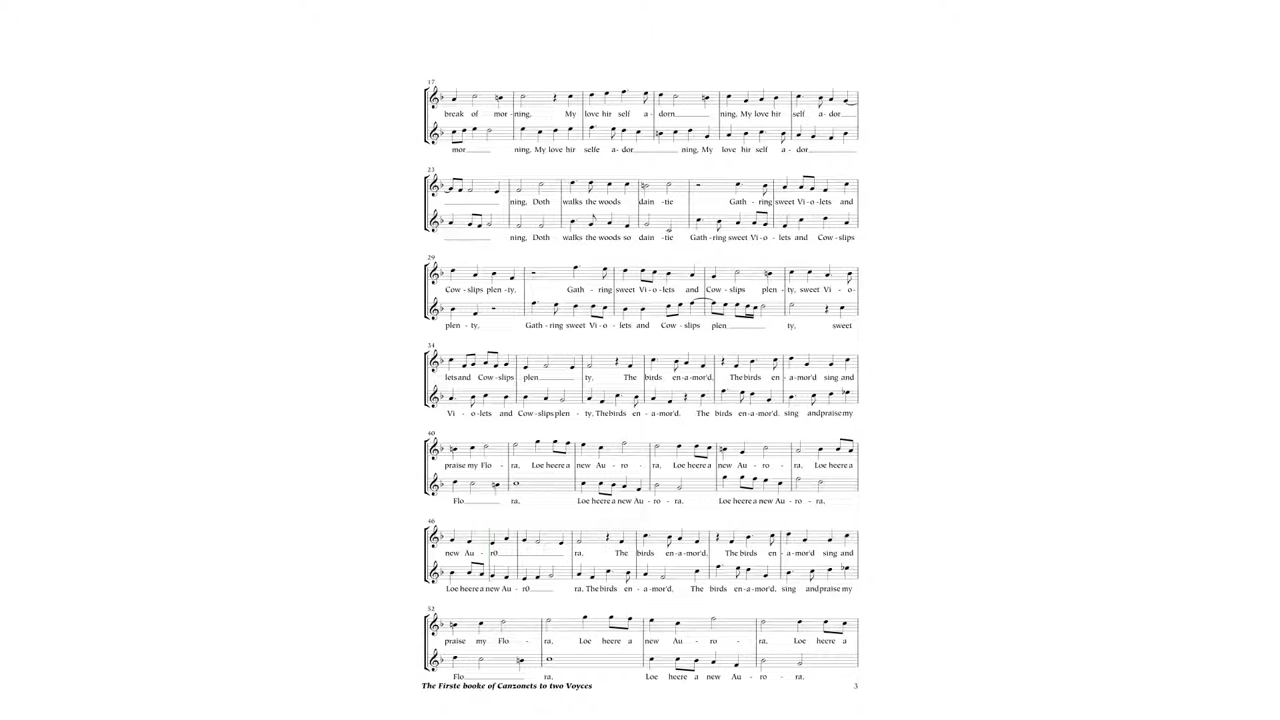 17
break of mor - ning, My love hir self a - dorn ning, My love hir self a - dor
mor ning, My love hir selfe a - dor ning, My love hir self a - dor
23
ning, Doth walks the woods dain - tie Gath - ring sweet Vi - o - lets and
ning, Doth walks the woods so dain - tie Gath - ring sweet Vi - o - lets and Cow - slips
29
Cow - slips plen - ty, Gath - ring sweet Vi - o - lets and Cow - slips plen - ty, sweet Vi - o -
plen - ty, Gath - ring sweet Vi - o - lets and Cow - slips plen ty, sweet
34
lets and Cow - slips plen ty, The birds en - a - mor'd, The birds en - a - mor'd sing and
Vi - o - lets and Cow - slips plen - ty, The birds en - a - mor'd. The birds en - a - mor'd. sing and praise my
40
praise my Flo - ra, Loe heere a new Au - ro - ra, Loe heere a new Au - ro - ra, Loe heere a
Flo ra, Loe heere a new Au - ro - ra. Loe heere a new Au - ro - ra,
46
new Au - r0 ra, The birds en - a - mor'd. The birds en - a - mor'd sing and
Loe heere a new Au - r0 ra. The birds en - a - mor'd, The birds en - a - mor'd. sing and praise my
52
praise my Flo - ra, Loe heere a new Au - ro - ra, Loe heere a
Flo ra, Loe heere a new Au - ro - ra.
The Firste booke of Canzonets to two Voyces 3